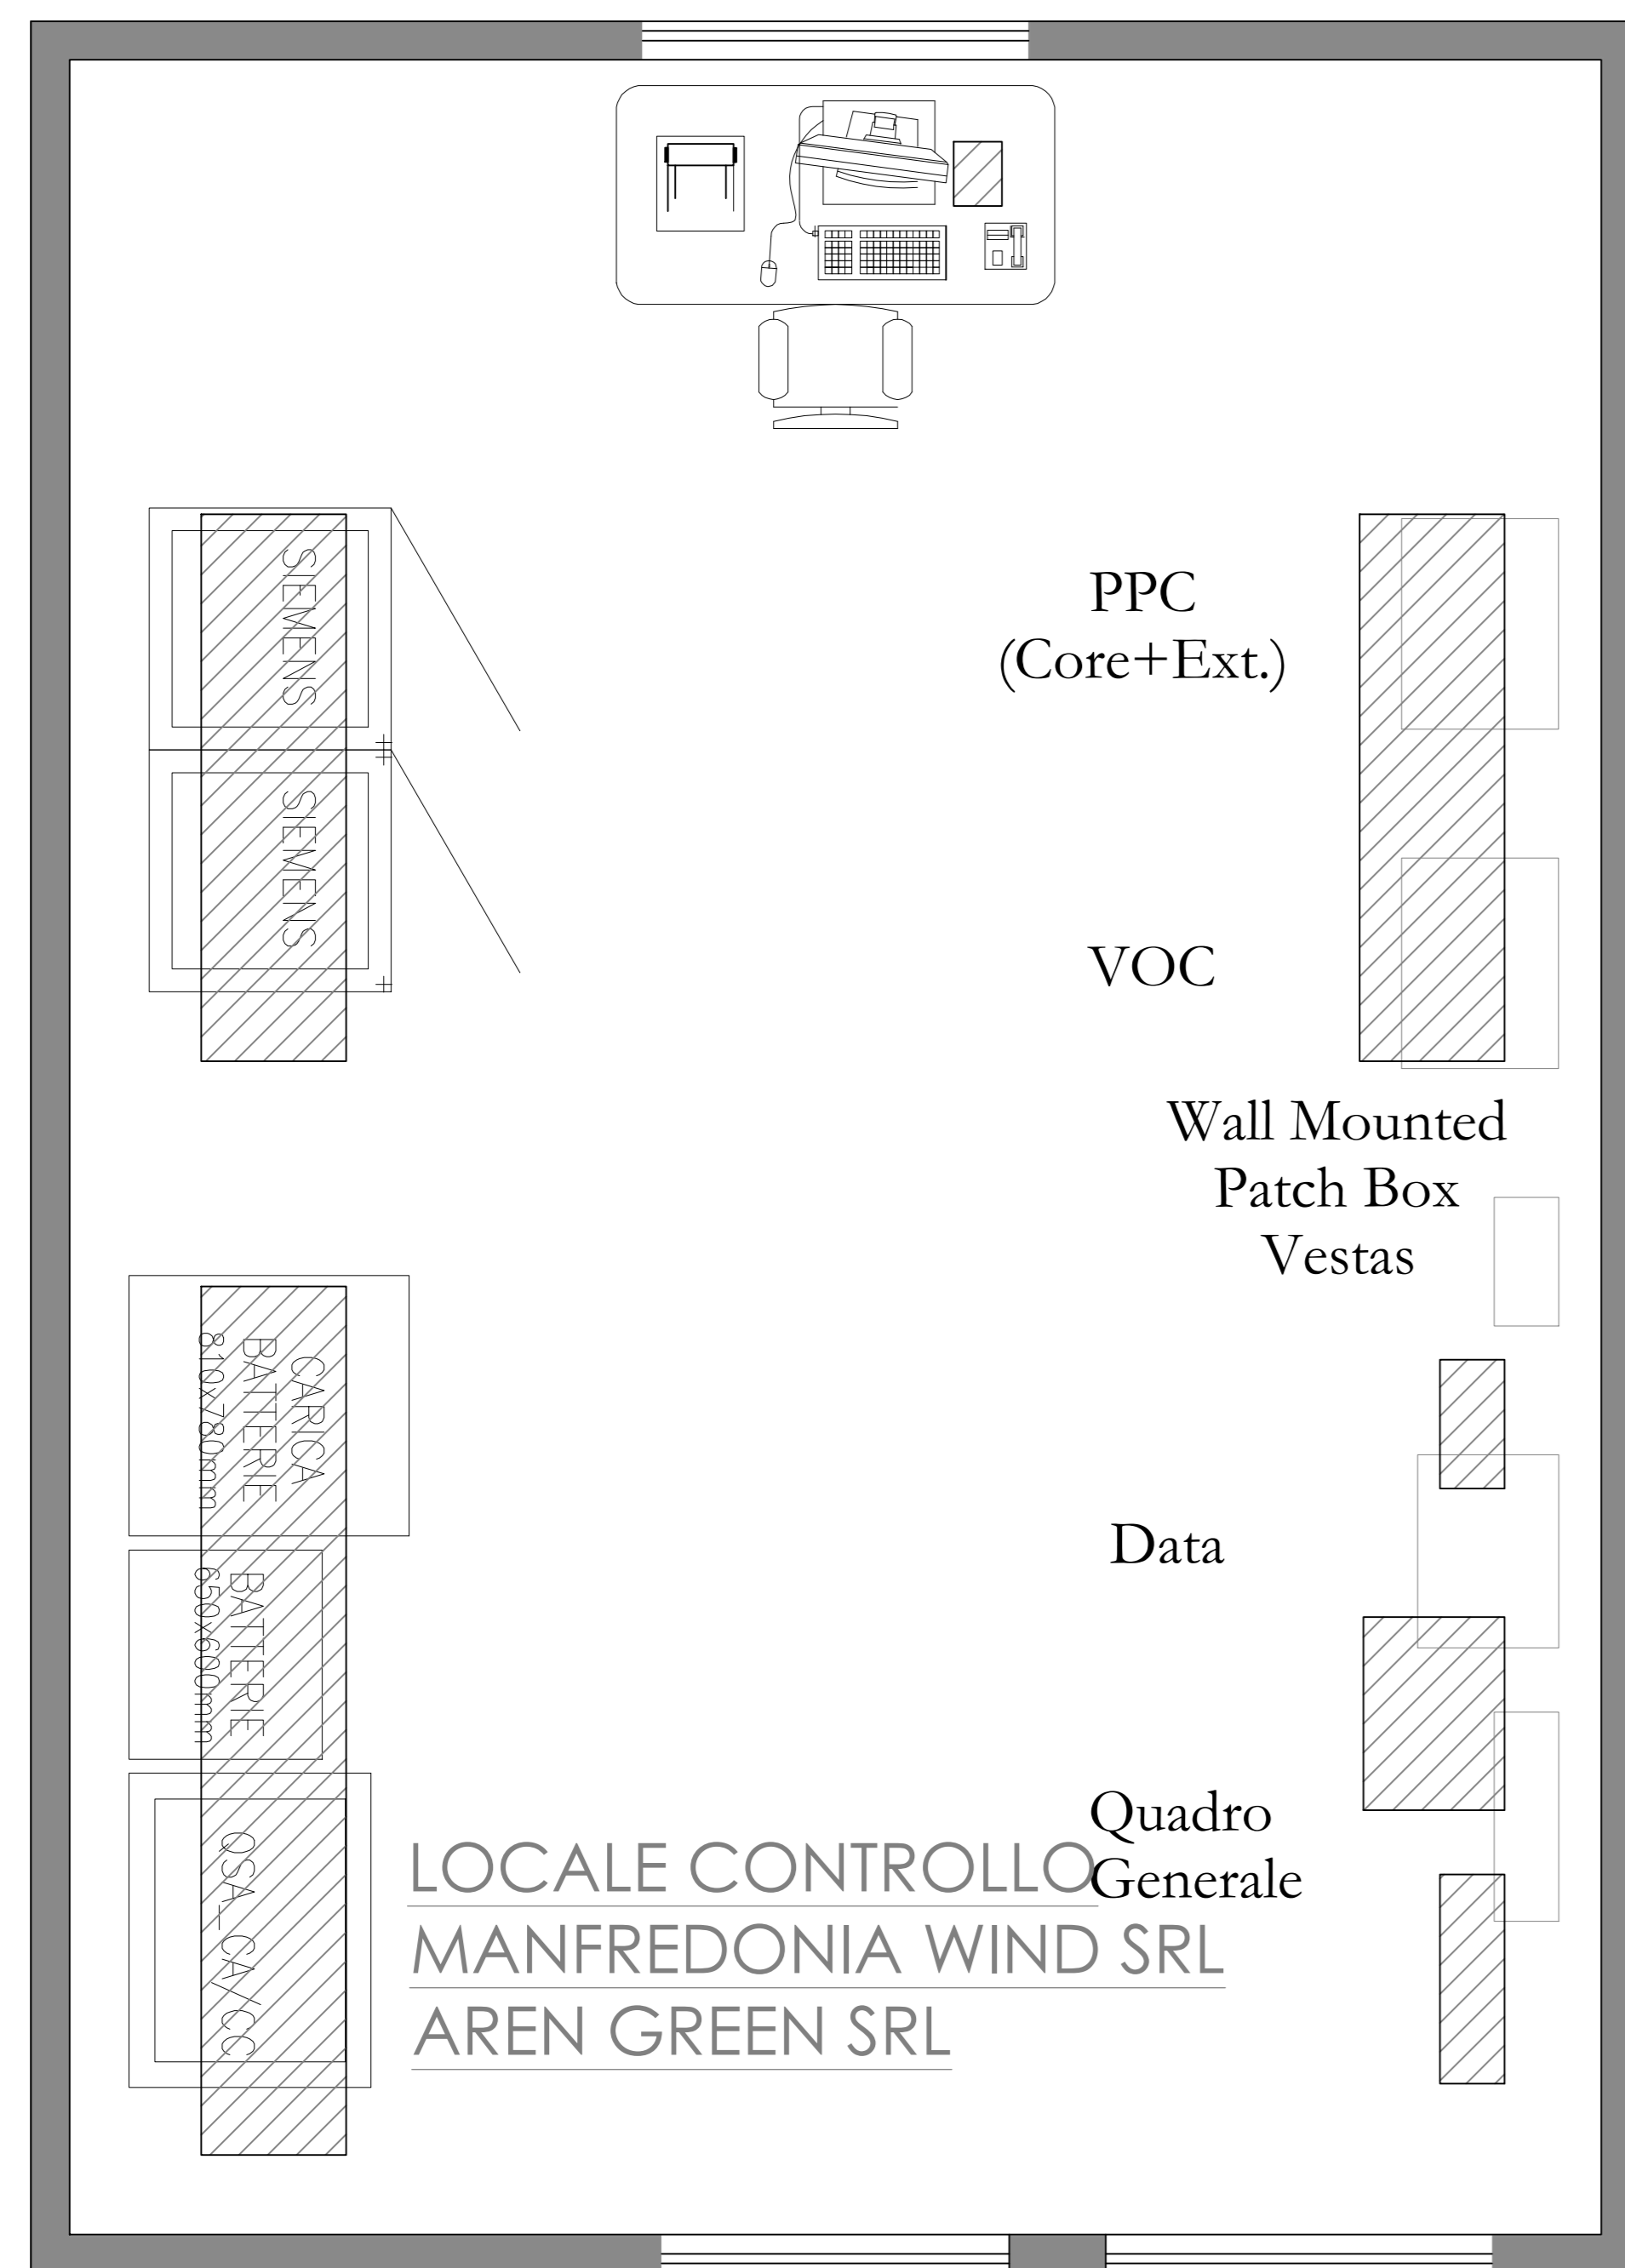 SIEMENS
SIEMENS
PPC
(Core+Ext.)
VOC
Wall Mounted
Patch Box
Vestas
CARICA
BATTERIE
810x780mm
BATTERIE
650x600mm
Data
QSA_CA/CC
Quadro
Generale
LOCALE CONTROLLO
MANFREDONIA WIND SRL
AREN GREEN SRL